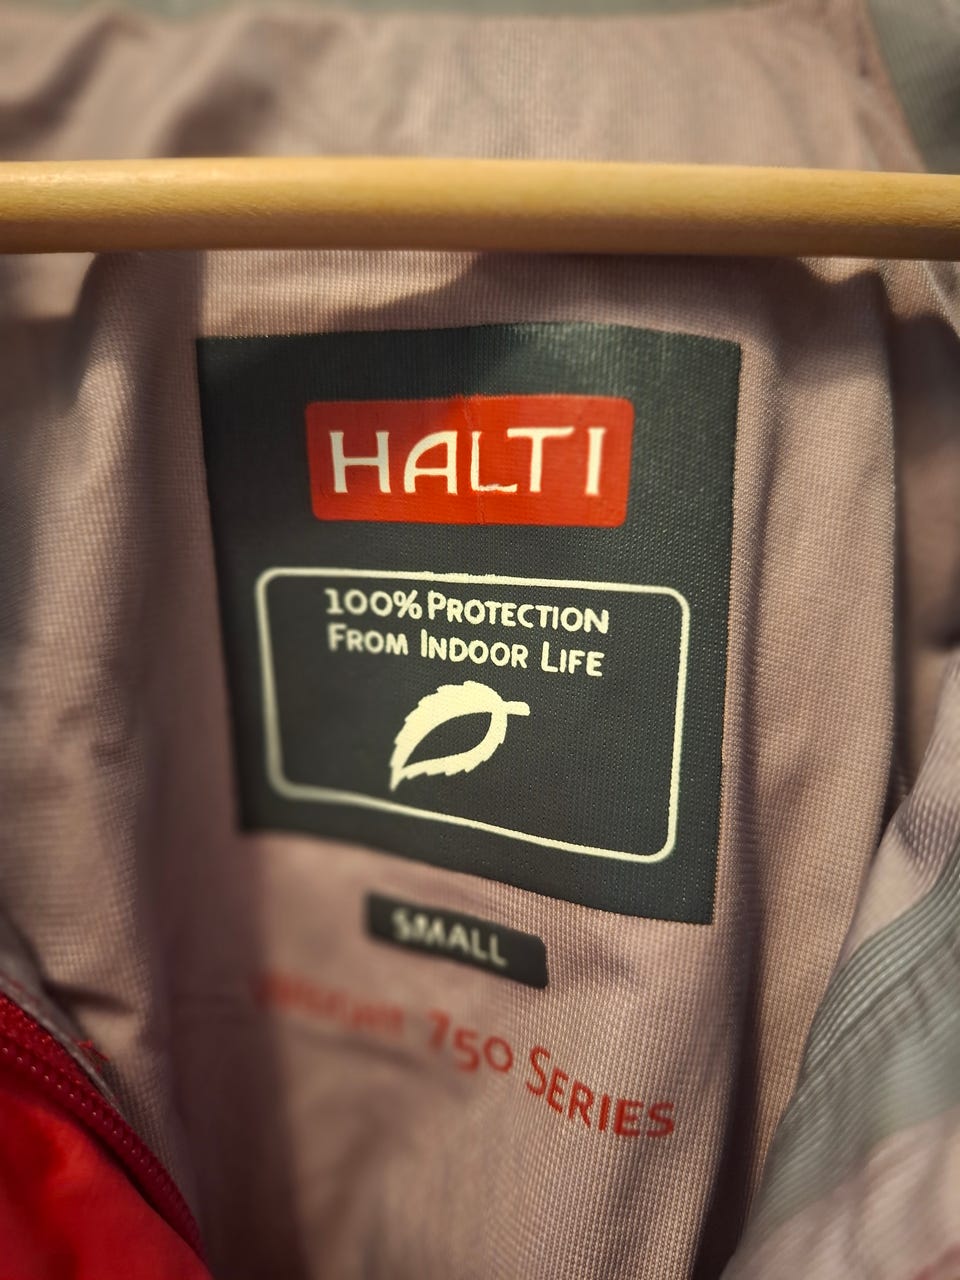 HALTI
100% PROTECTION
FROM INDOOR LIFE
SMALL
750 SERIES